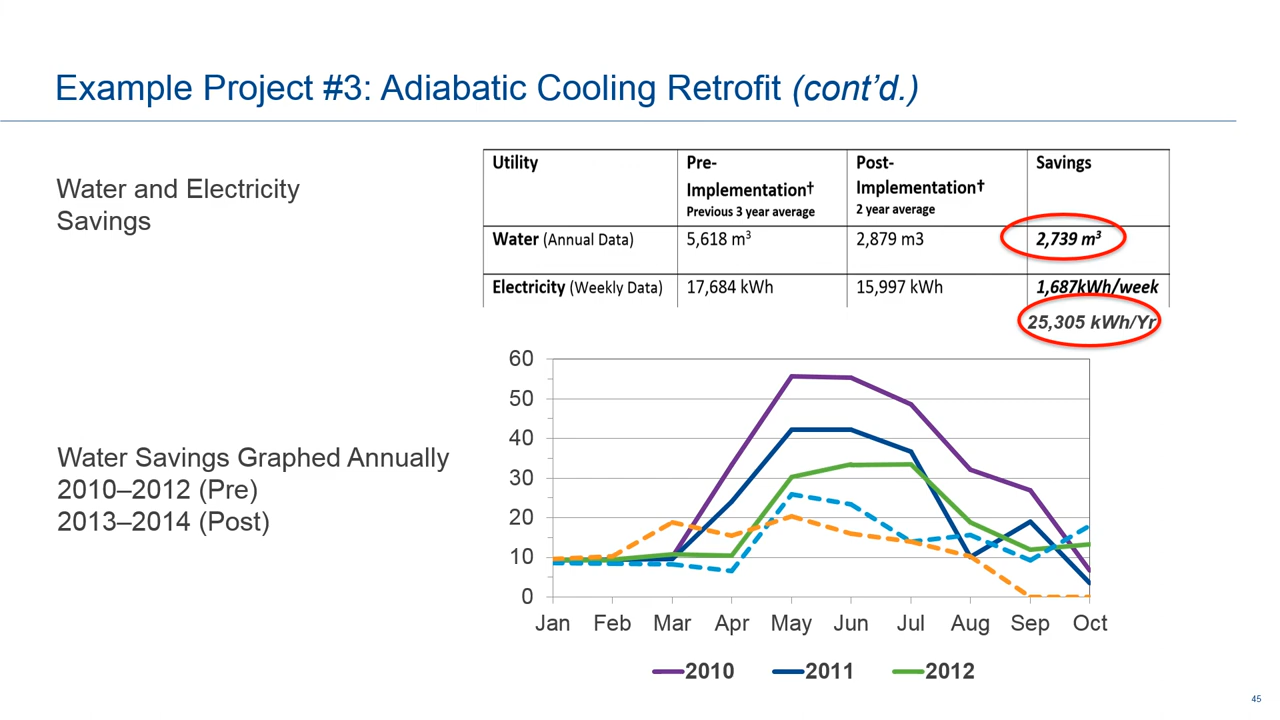 Example Project #3: Adiabatic Cooling Retrofit (cont’d.)
Water and Electricity
Savings
Utility Pre-Implementation† Previous 3 year average Post-Implementation† 2 year average Savings
Water (Annual Data) 5,618 m³ 2,879 m3 2,739 m³
Electricity (Weekly Data) 17,684 kWh 15,997 kWh 1,687kWh/week
25,305 kWh/Yr
Water Savings Graphed Annually
2010–2012 (Pre)
2013–2014 (Post)
60
50
40
30
20
10
0
Jan Feb Mar Apr May Jun Jul Aug Sep Oct
2010 2011 2012
45